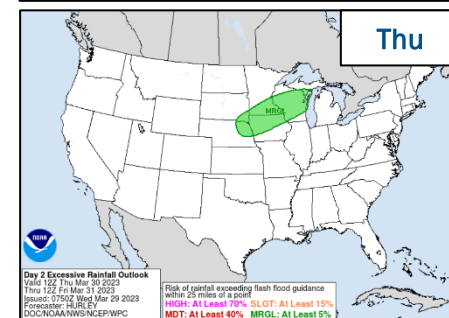 Thu
MRGL
NOAA
Day 2 Excessive Rainfall Outlook
Valid 12Z Thu Mar 30 2023
Thru 12Z Fri Mar 31 2023
Issued: 0750Z Wed Mar 29 2023
Forecaster: HURLEY
DOC/NOAA/NWS/NCEP/WPC
Risk of rainfall exceeding flash flood guidance
within 25 miles of a point
HIGH: At Least 70% SLGT: At Least 15%
MDT: At Least 40% MRGL: At Least 5%